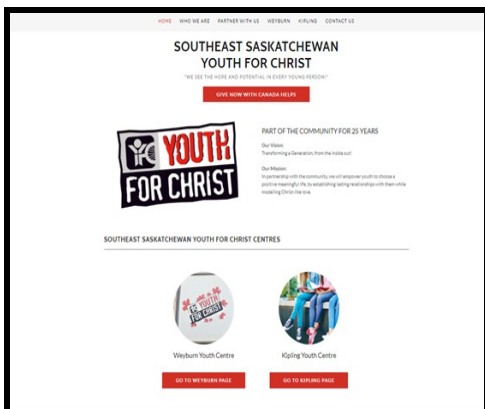 HOME WHO WE ARE PARTNER WITH US WEYBURN KIPLING CONTACT US
SOUTHEAST SASKATCHEWAN
YOUTH FOR CHRIST
"WE SEE THE HOPE AND POTENTIAL IN EVERY YOUNG PERSON!"
GIVE NOW WITH CANADA HELPS
YOUTH
FOR CHRIST
PART OF THE COMMUNITY FOR 25 YEARS
Our Vision:
Transforming a Generation, from the inside out!
Our Mission:
In partnership with the community, we will empower youth to choose a
positive meaningful life, by establishing lasting relationships with them while
modeling Christ-like love.
SOUTHEAST SASKATCHEWAN YOUTH FOR CHRIST CENTRES
YOUTH
FOR CHRIST
Weyburn Youth Centre
Kipling Youth Centre
GO TO WEYBURN PAGE
GO TO KIPLING PAGE